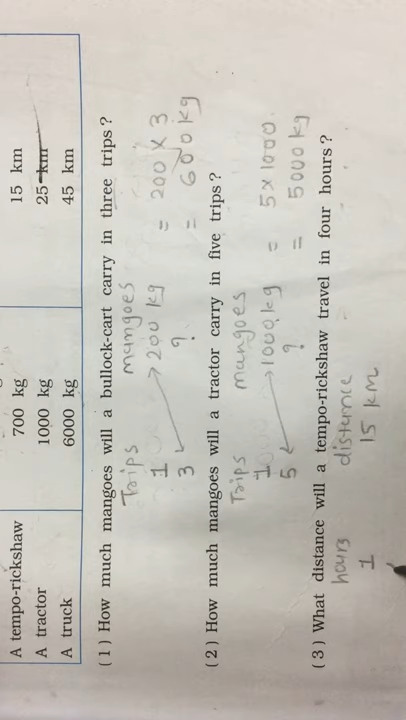 A tempo-rickshaw 700 kg 15 km
A tractor 1000 kg 25 km
A truck 6000 kg 45 km
(1) How much mangoes will a bullock-cart carry in three trips?
Trips mangoes
1 → 200 kg = 200 x 3
3 ? = 600 kg
(2) How much mangoes will a tractor carry in five trips?
Trips mangoes
1 → 1000 kg = 5 x 1000
5 ? = 5000 kg
(3) What distance will a tempo-rickshaw travel in four hours?
hours distance
1 15 km